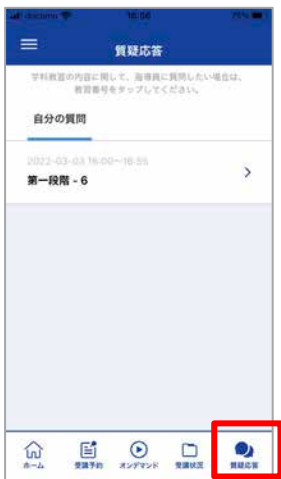 docomo 16:56
質疑応答
学科教習の内容に関して、指導員に質問したい場合は、
教習番号をタップしてください。
自分の質問
2022-03-03 16:00~16:55
第一段階 - 6
ホーム 受講予約 オンデマンド 受講状況 質疑応答